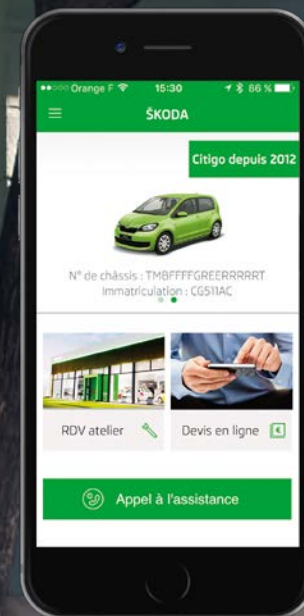 Orange F 15:30 86 %
ŠKODA
Citigo depuis 2012
N° de châssis : TMBFFFFGREERRRRRT
Immatriculation : CG511AC
RDV atelier
Devis en ligne
Appel à l'assistance